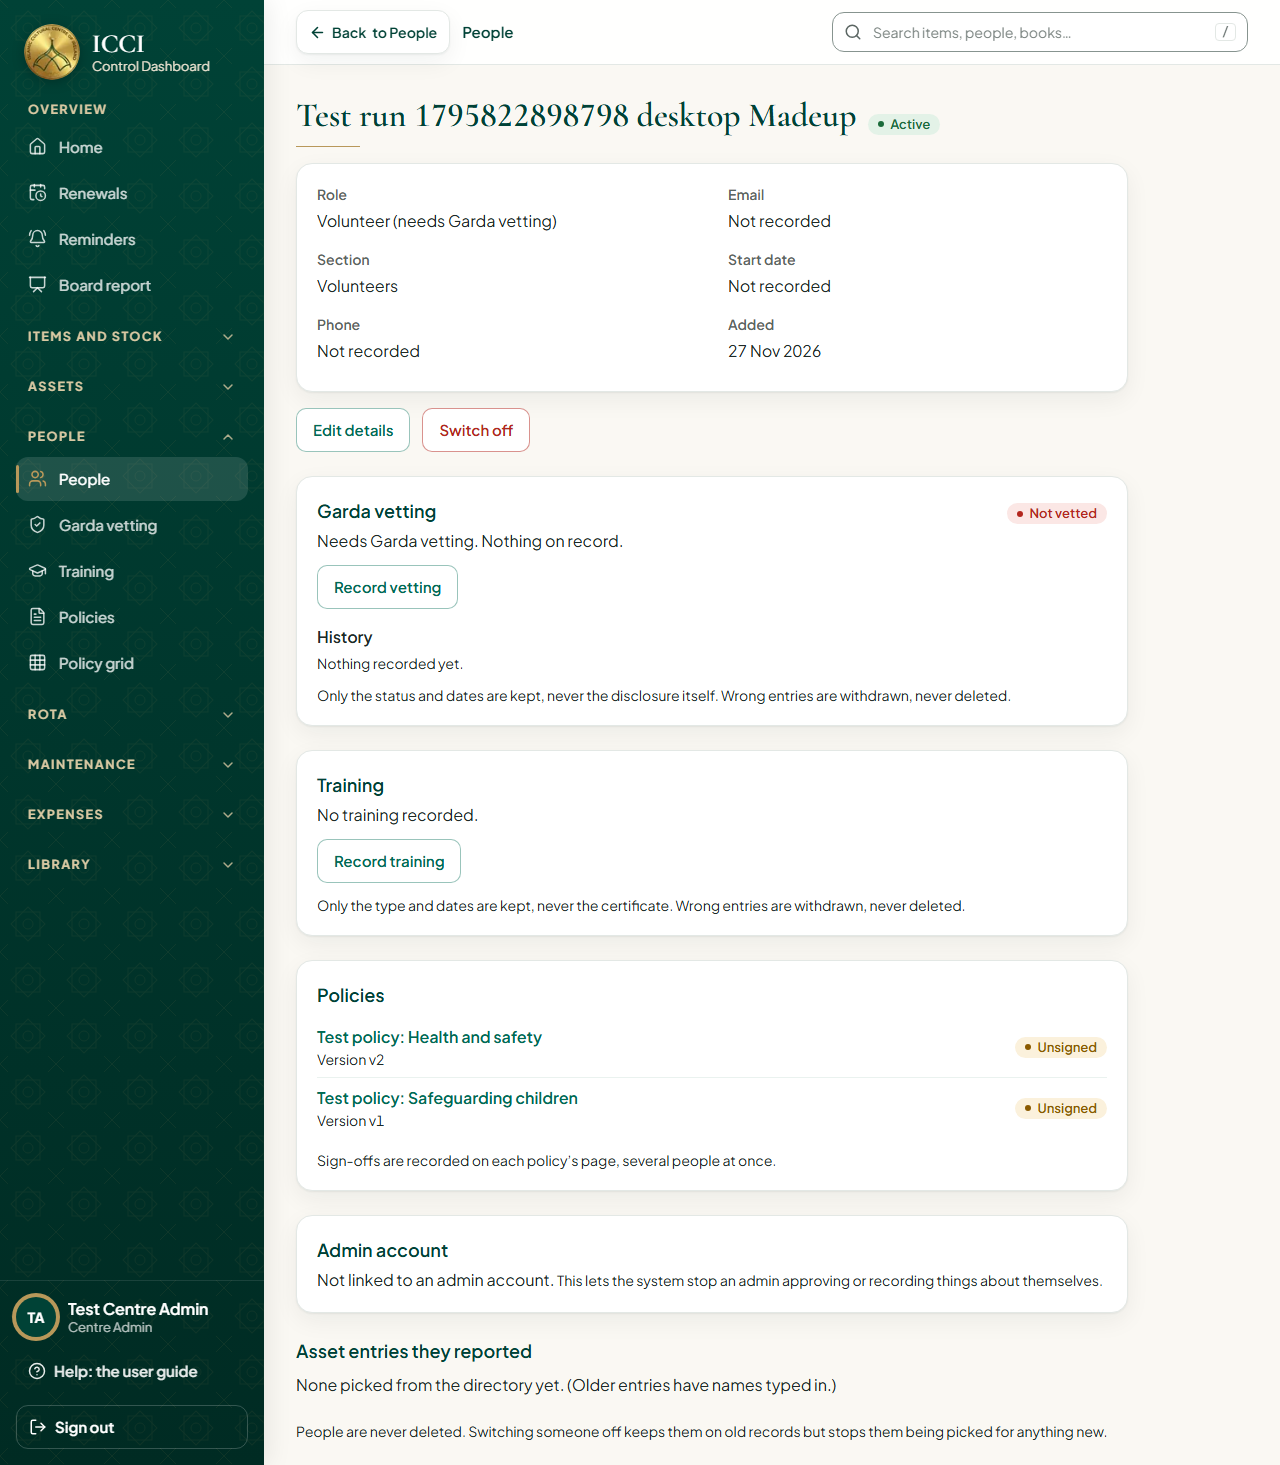 ICCI
Control Dashboard
OVERVIEW
Home
Renewals
Reminders
Board report
ITEMS AND STOCK
ASSETS
PEOPLE
People
Garda vetting
Training
Policies
Policy grid
ROTA
MAINTENANCE
EXPENSES
LIBRARY
TA
Test Centre Admin
Centre Admin
Help: the user guide
Sign out
Back to People
People
Search items, people, books...
/
Test run 1795822898798 desktop Madeup
Active
Role
Volunteer (needs Garda vetting)
Email
Not recorded
Section
Volunteers
Start date
Not recorded
Phone
Not recorded
Added
27 Nov 2026
Edit details
Switch off
Garda vetting
Not vetted
Needs Garda vetting. Nothing on record.
Record vetting
History
Nothing recorded yet.
Only the status and dates are kept, never the disclosure itself. Wrong entries are withdrawn, never deleted.
Training
No training recorded.
Record training
Only the type and dates are kept, never the certificate. Wrong entries are withdrawn, never deleted.
Policies
Test policy: Health and safety
Version v2
Unsigned
Test policy: Safeguarding children
Version v1
Unsigned
Sign-offs are recorded on each policy's page, several people at once.
Admin account
Not linked to an admin account. This lets the system stop an admin approving or recording things about themselves.
Asset entries they reported
None picked from the directory yet. (Older entries have names typed in.)
People are never deleted. Switching someone off keeps them on old records but stops them being picked for anything new.